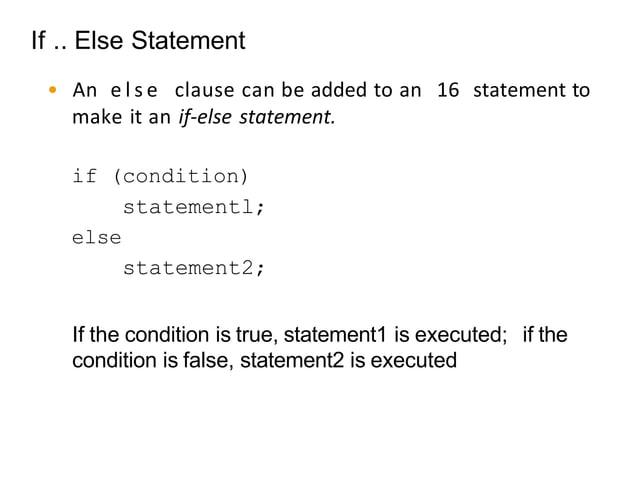 If .. Else Statement
• An else clause can be added to an 16 statement to
make it an if-else statement.
if (condition)
statementl;
else
statement2;
If the condition is true, statement1 is executed; if the
condition is false, statement2 is executed